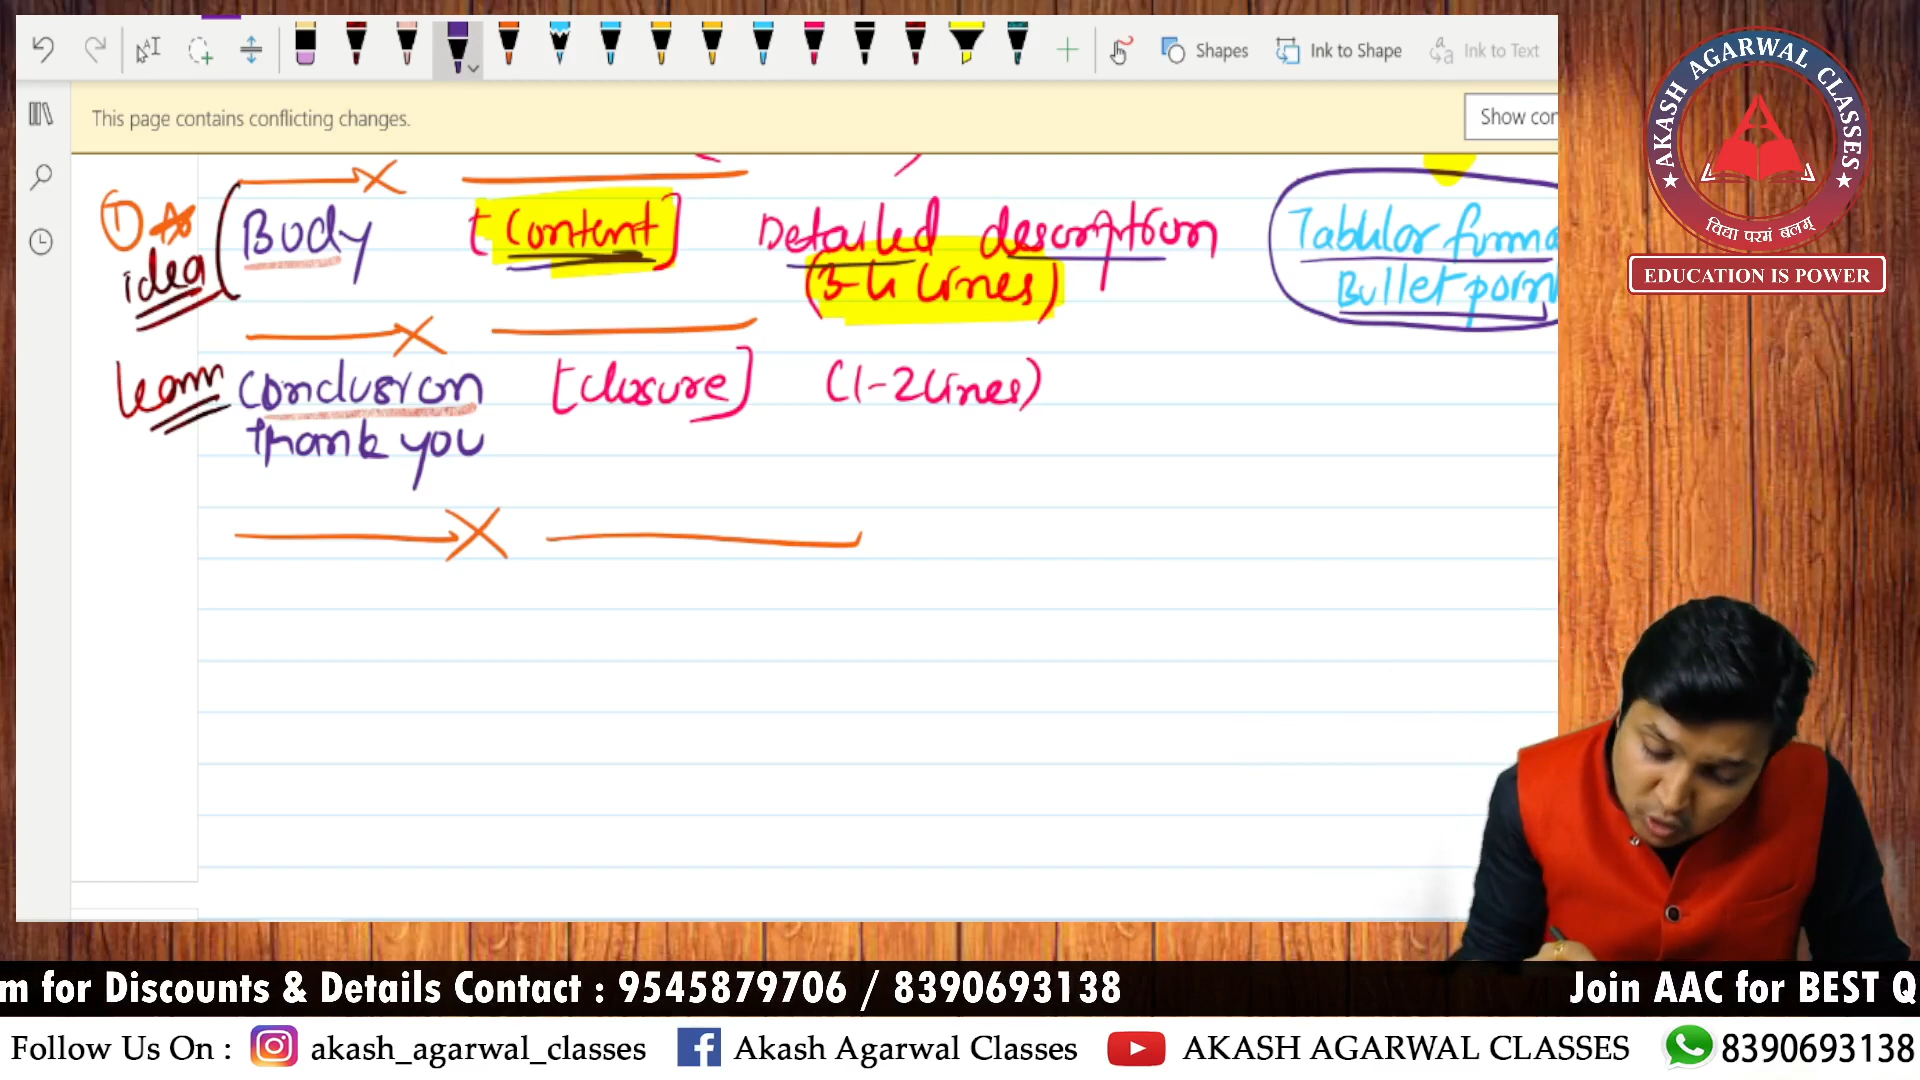 Shapes
Ink to Shape
Ink to Text
This page contains conflicting changes.
Show con
① idea
Body [Content] Detailed description
(3-4 lines)
Tabular forma
Bullet poin
learn
Conclusion [closure] (1-2 lines)
Thank you
AKASH AGARWAL CLASSES
विद्या परमं बलम्
EDUCATION IS POWER
m for Discounts & Details Contact : 9545879706 / 8390693138
Join AAC for BEST Q
Follow Us On : akash_agarwal_classes Akash Agarwal Classes AKASH AGARWAL CLASSES 8390693138